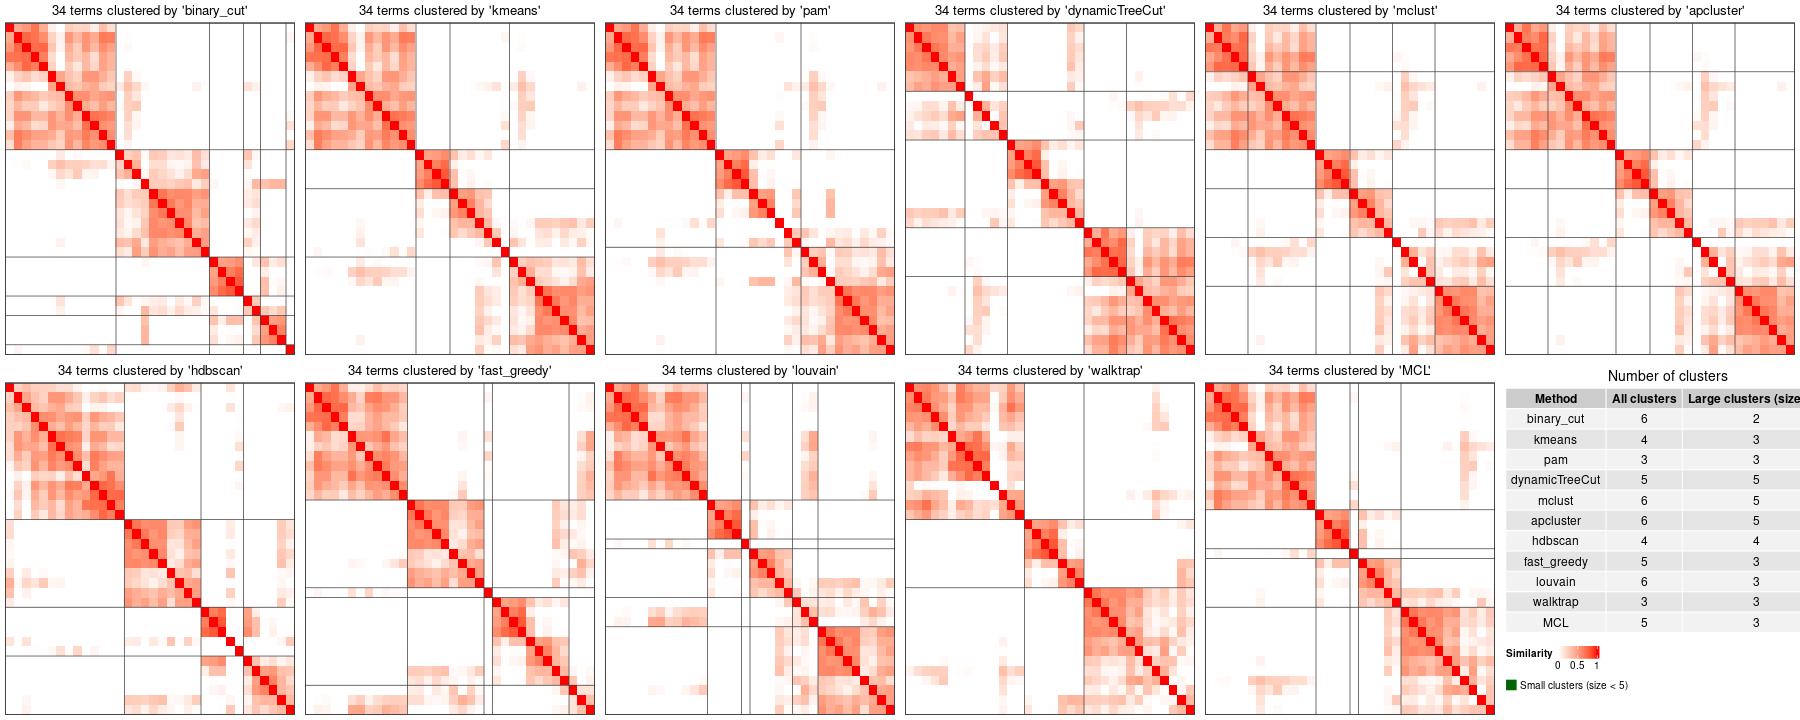 34 terms clustered by 'binary_cut'
34 terms clustered by 'kmeans'
34 terms clustered by 'pam'
34 terms clustered by 'dynamicTreeCut'
34 terms clustered by 'mclust'
34 terms clustered by 'apcluster'
34 terms clustered by 'hdbscan'
34 terms clustered by 'fast_greedy'
34 terms clustered by 'louvain'
34 terms clustered by 'walktrap'
34 terms clustered by 'MCL'
Number of clusters
Method All clusters Large clusters (size
binary_cut 6 2
kmeans 4 3
pam 3 3
dynamicTreeCut 5 5
mclust 6 5
apcluster 6 5
hdbscan 4 4
fast_greedy 5 3
louvain 6 3
walktrap 3 3
MCL 5 3
Similarity
0 0.5 1
Small clusters (size < 5)